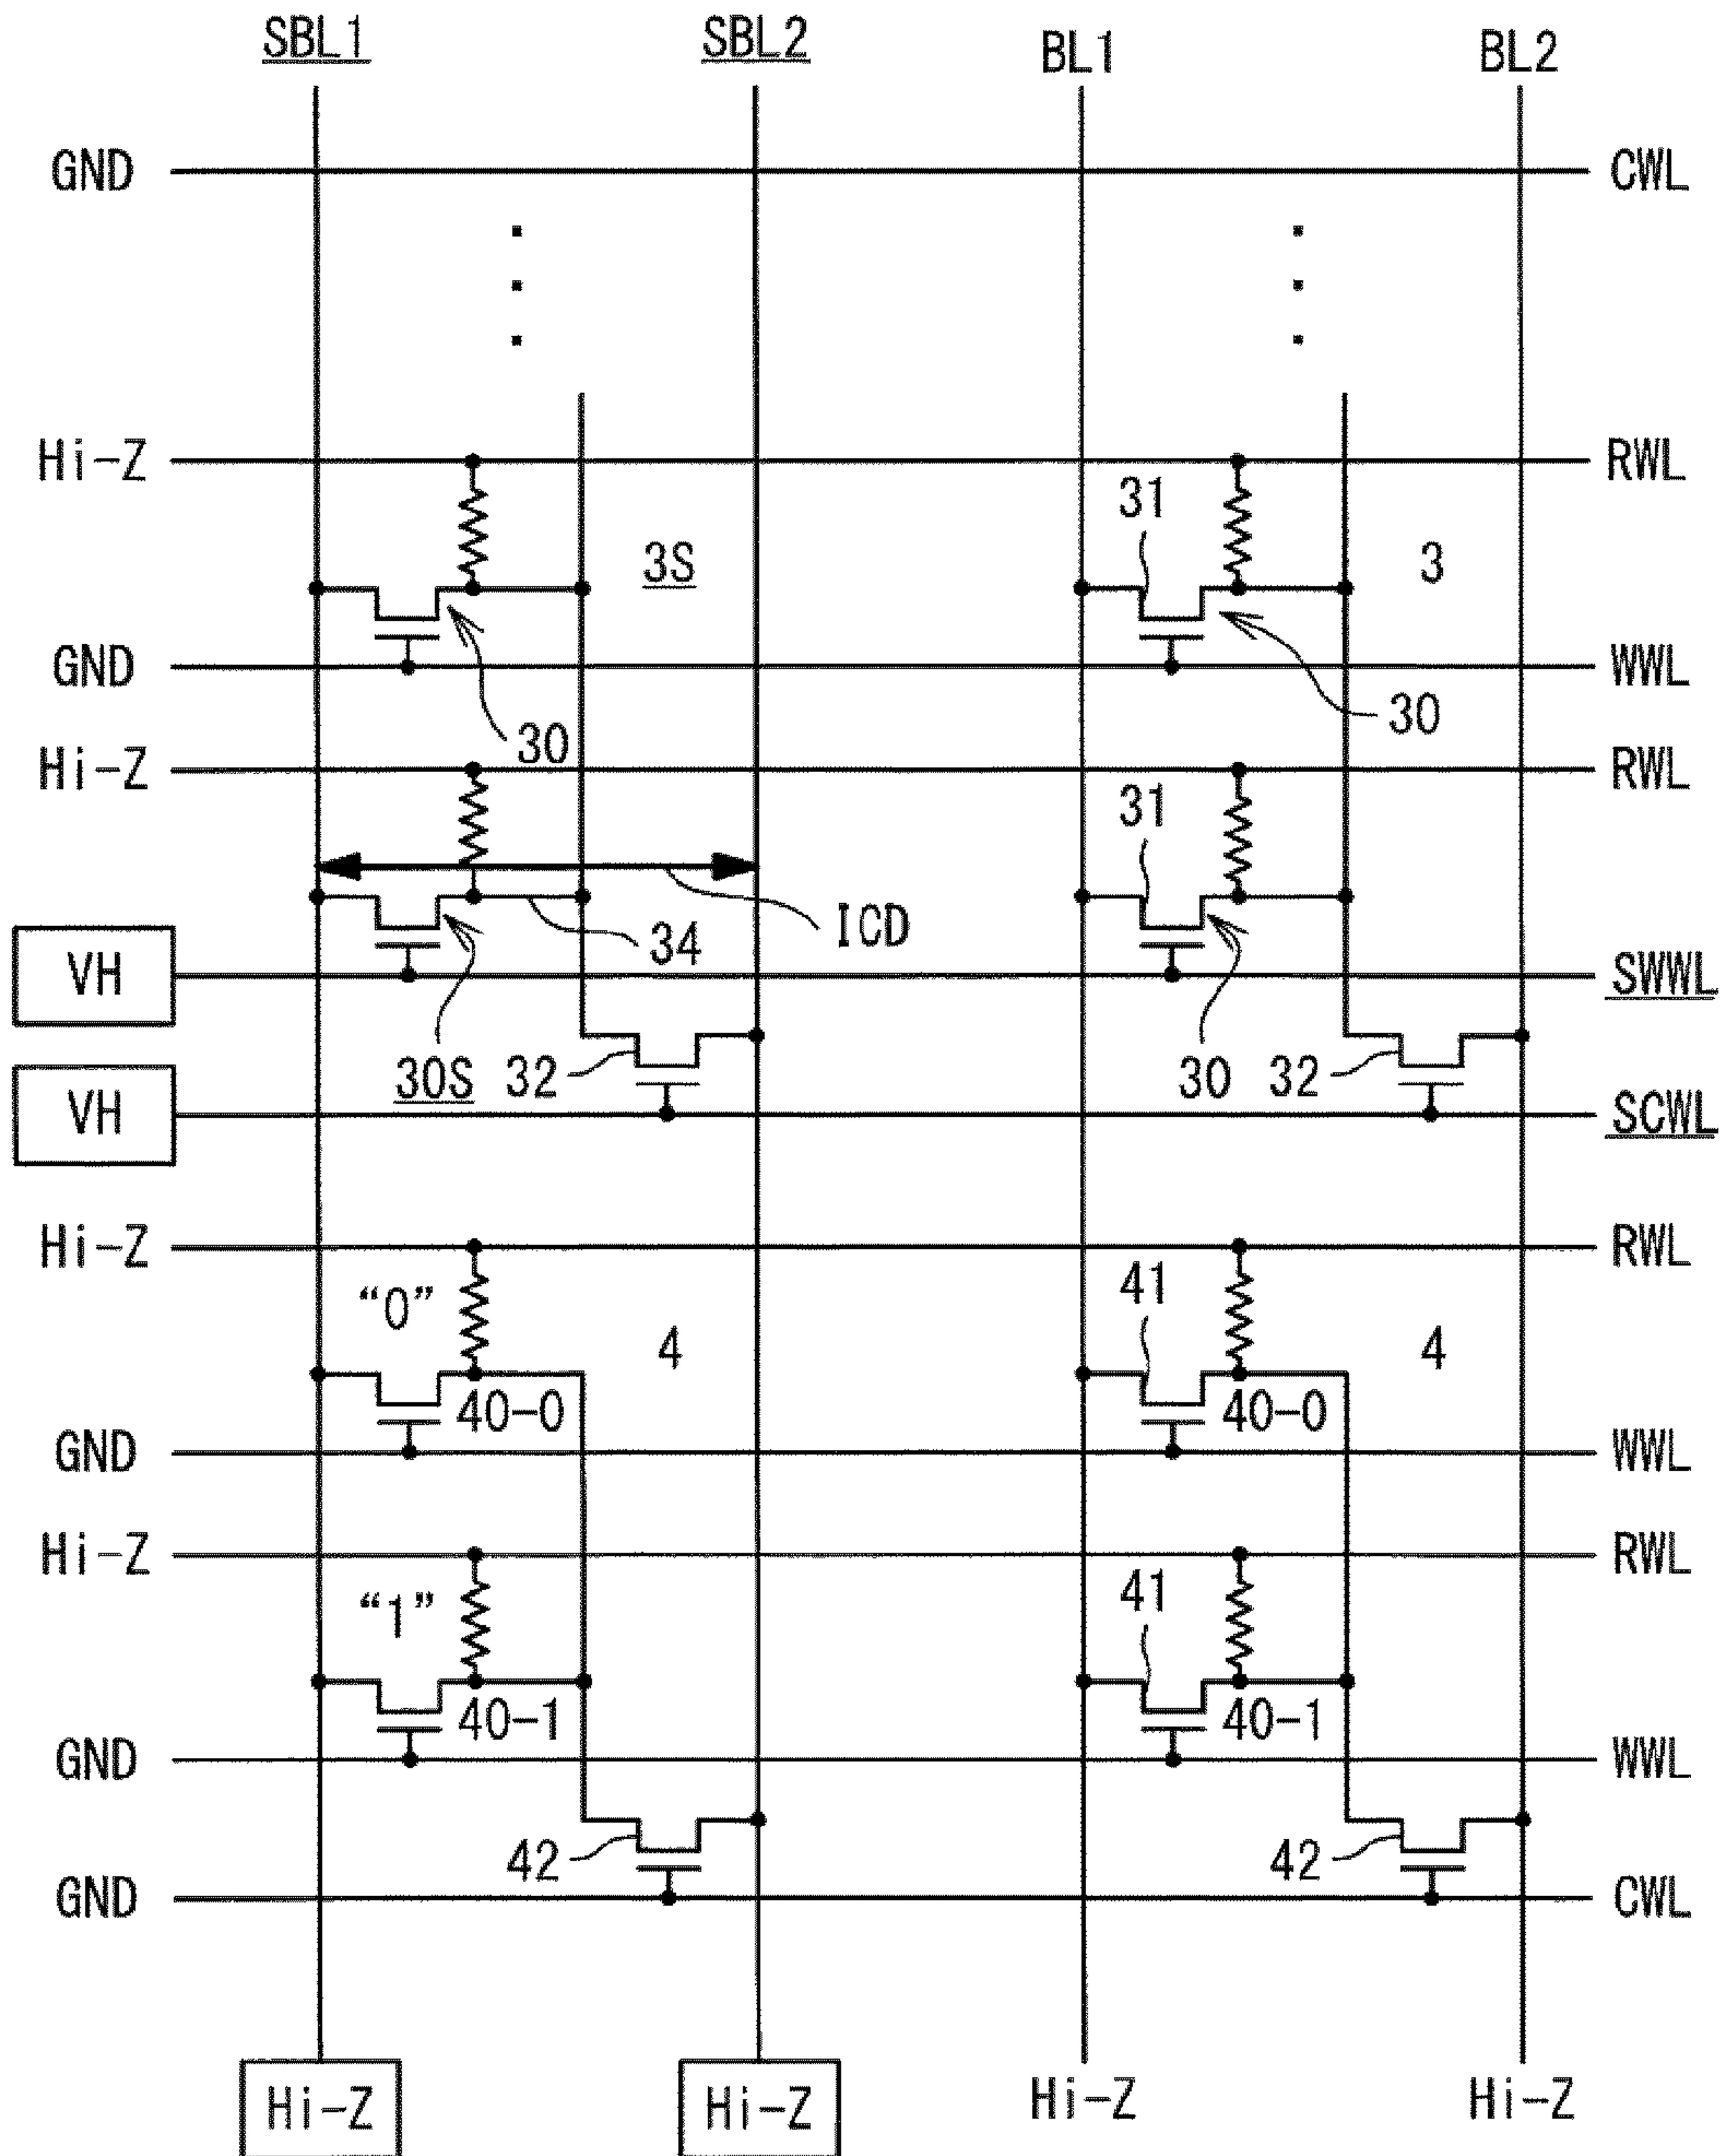 SBL1 SBL2 BL1 BL2
GND CWL
Hi-Z RWL
31
3S 3
GND WWL
30 30
Hi-Z RWL
31
ICD
34
VH SWWL
30S 32 30 32
VH SCWL
Hi-Z RWL
“0” 41
4 4
40-0 40-0
GND WWL
Hi-Z RWL
“1” 41
40-1 40-1
GND WWL
42 42
GND CWL
Hi-Z Hi-Z Hi-Z Hi-Z